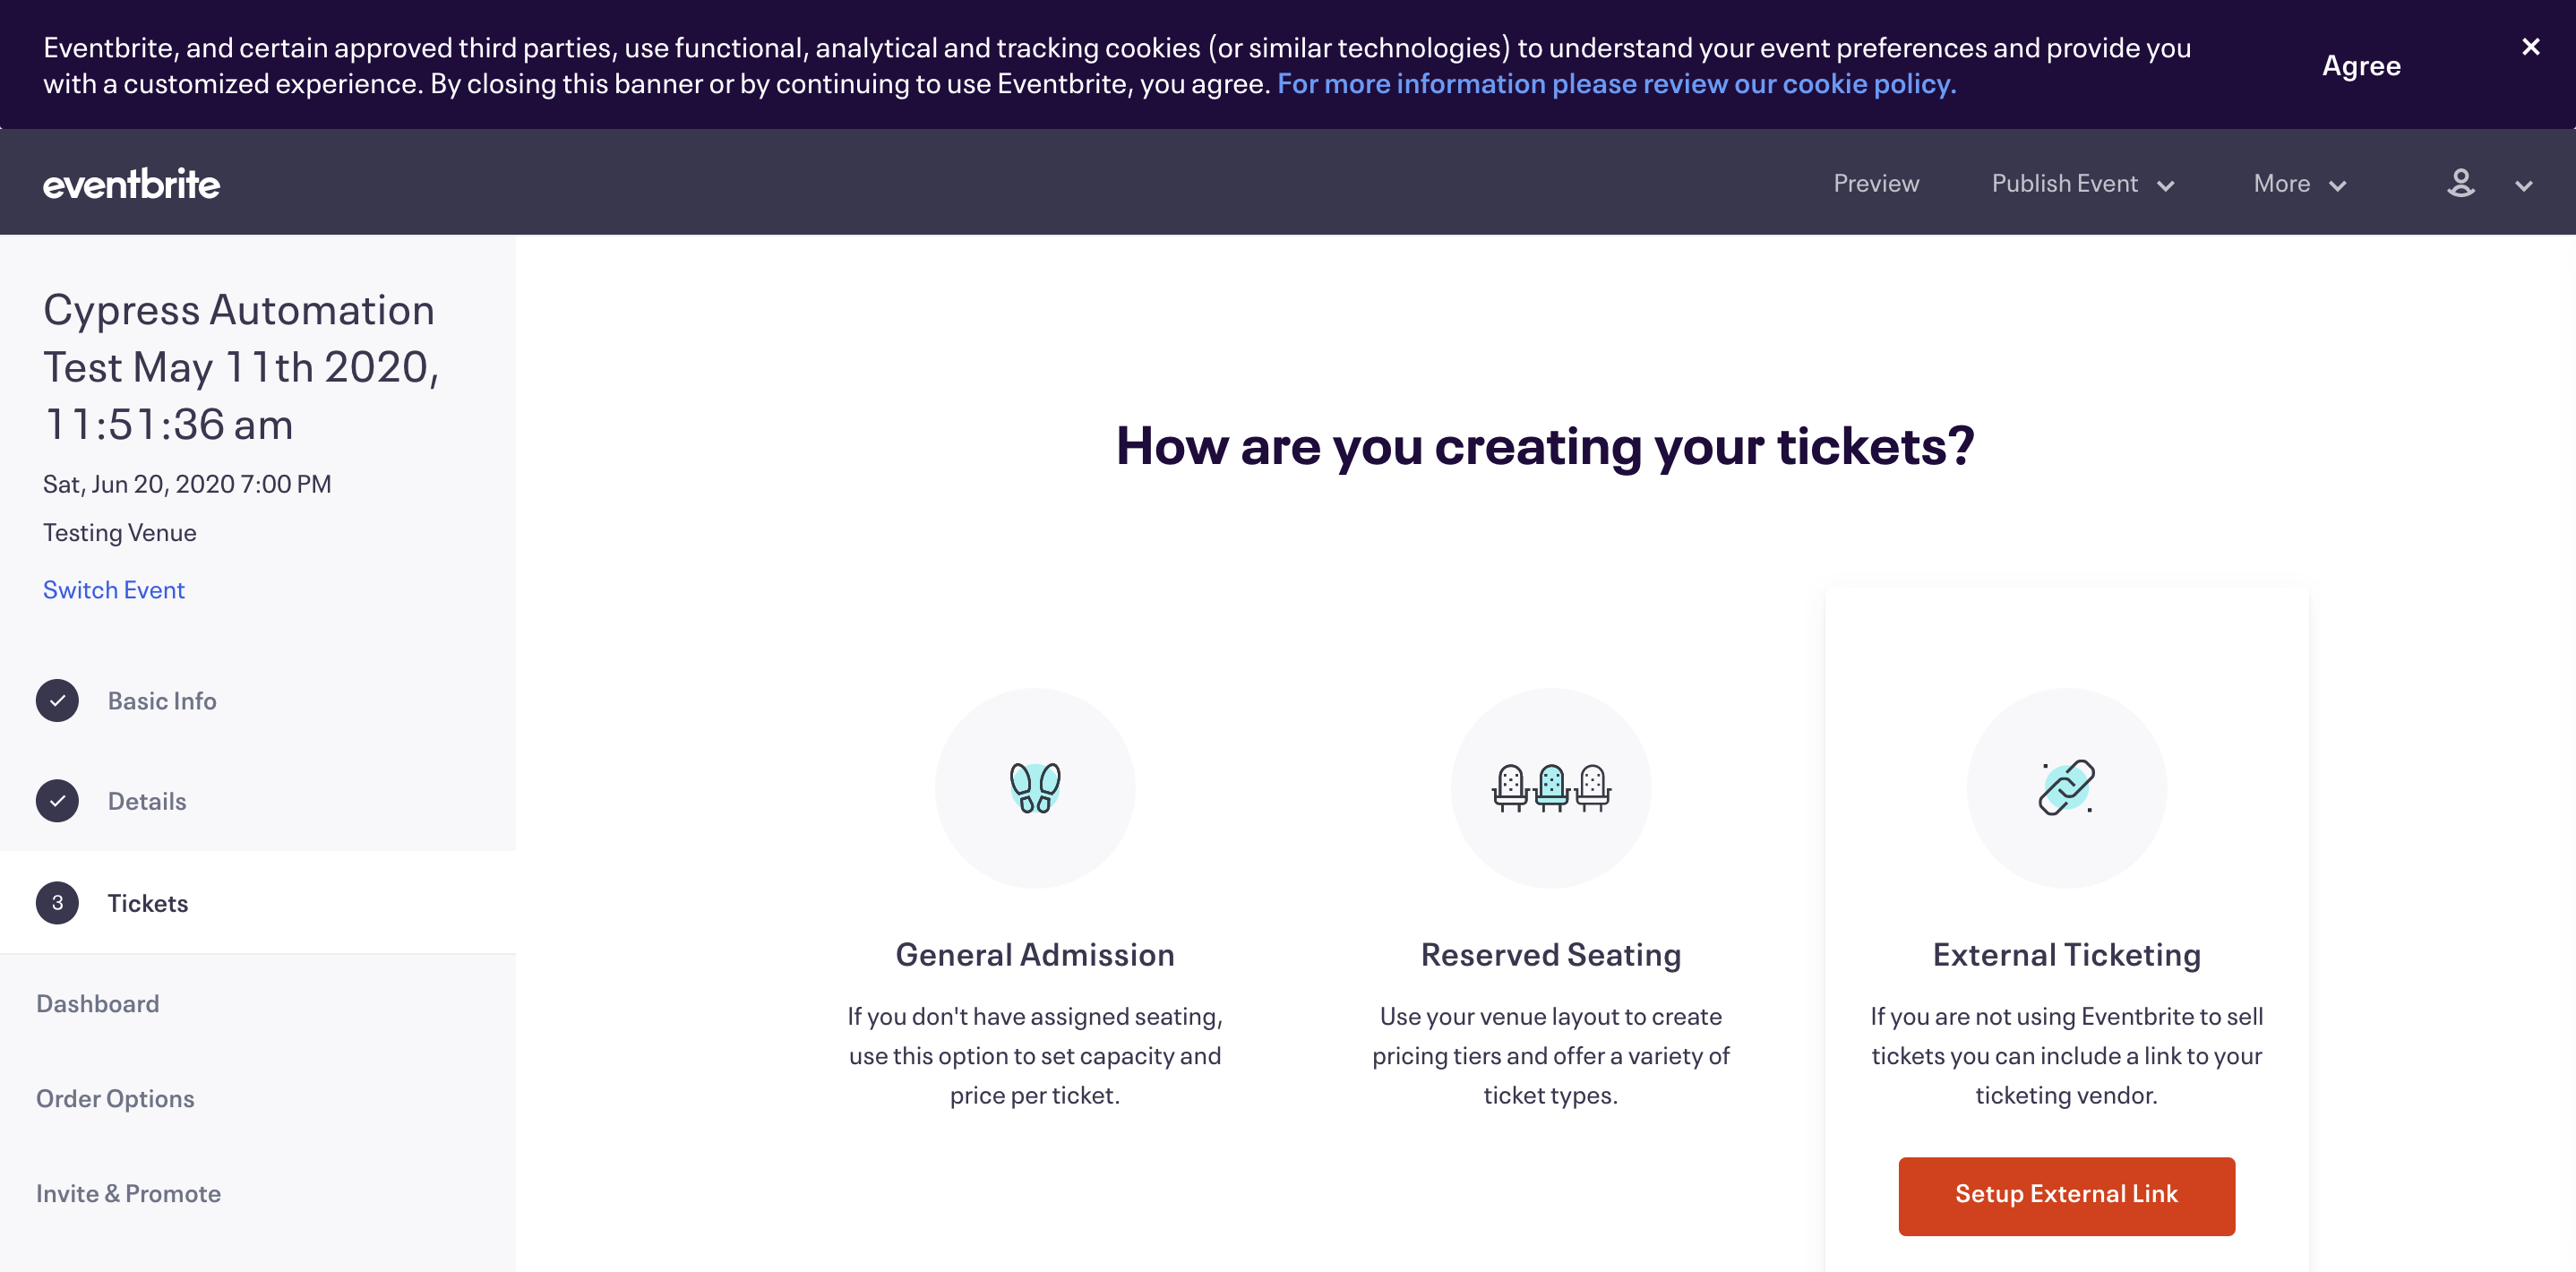 Eventbrite, and certain approved third parties, use functional, analytical and tracking cookies (or similar technologies) to understand your event preferences and provide you
with a customized experience. By closing this banner or by continuing to use Eventbrite, you agree. For more information please review our cookie policy.
Agree
eventbrite
Preview
Publish Event
More
Cypress Automation
Test May 11th 2020,
11:51:36 am
Sat, Jun 20, 2020 7:00 PM
Testing Venue
Switch Event
Basic Info
Details
3 Tickets
Dashboard
Order Options
Invite & Promote
How are you creating your tickets?
General Admission
If you don't have assigned seating,
use this option to set capacity and
price per ticket.
Reserved Seating
Use your venue layout to create
pricing tiers and offer a variety of
ticket types.
External Ticketing
If you are not using Eventbrite to sell
tickets you can include a link to your
ticketing vendor.
Setup External Link